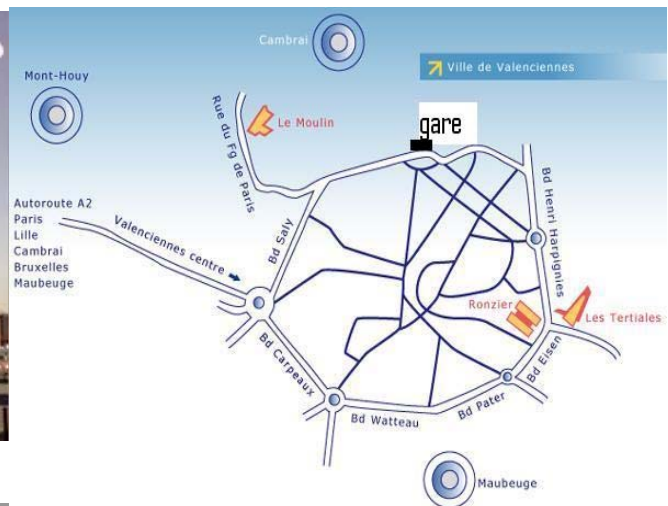 Cambrai
Ville de Valenciennes
Mont-Houy
gare
Le Moulin
Rue du Fg de Paris
Bd Henri Harpignies
Autoroute A2
Paris
Lille
Cambrai
Bruxelles
Maubeuge
Valenciennes centre
Bd Saly
Ronzier
Les Tertiales
Bd Eisen
Bd Carpeaux
Bd Pater
Bd Watteau
Maubeuge